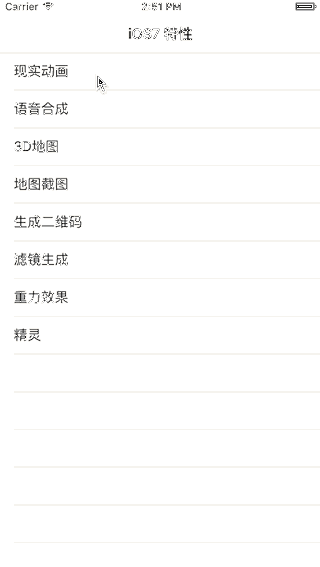 Carrier 2:51 PM
iOS7 特性
现实动画
语音合成
3D地图
地图截图
生成二维码
滤镜生成
重力效果
精灵